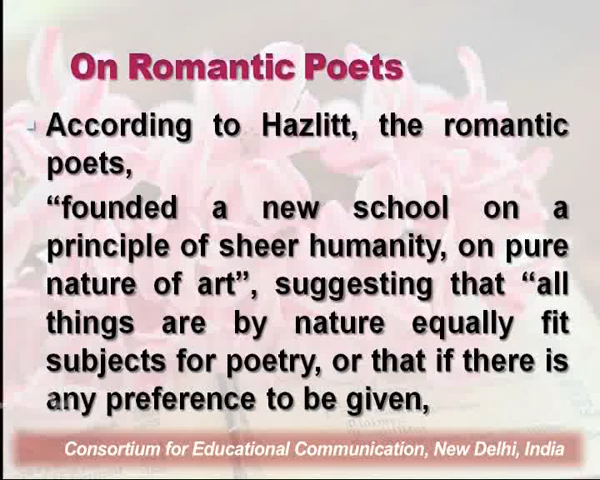 On Romantic Poets
- According to Hazlitt, the romantic
poets,
“founded a new school on a
principle of sheer humanity, on pure
nature of art”, suggesting that “all
things are by nature equally fit
subjects for poetry, or that if there is
any preference to be given,
Consortium for Educational Communication, New Delhi, India